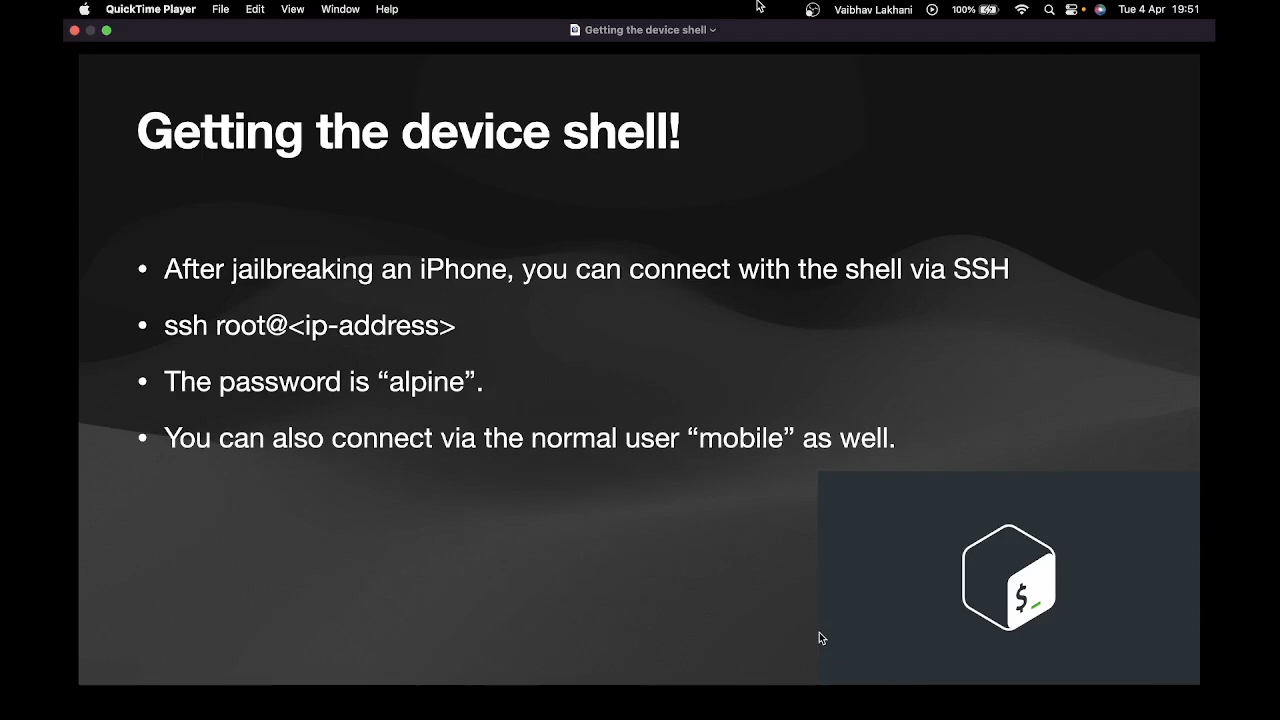 QuickTime Player File Edit View Window Help Vaibhav Lakhani 100% Tue 4 Apr 19:51
Getting the device shell
Getting the device shell!
• After jailbreaking an iPhone, you can connect with the shell via SSH
• ssh root@<ip-address>
• The password is “alpine”.
• You can also connect via the normal user “mobile” as well.
$_